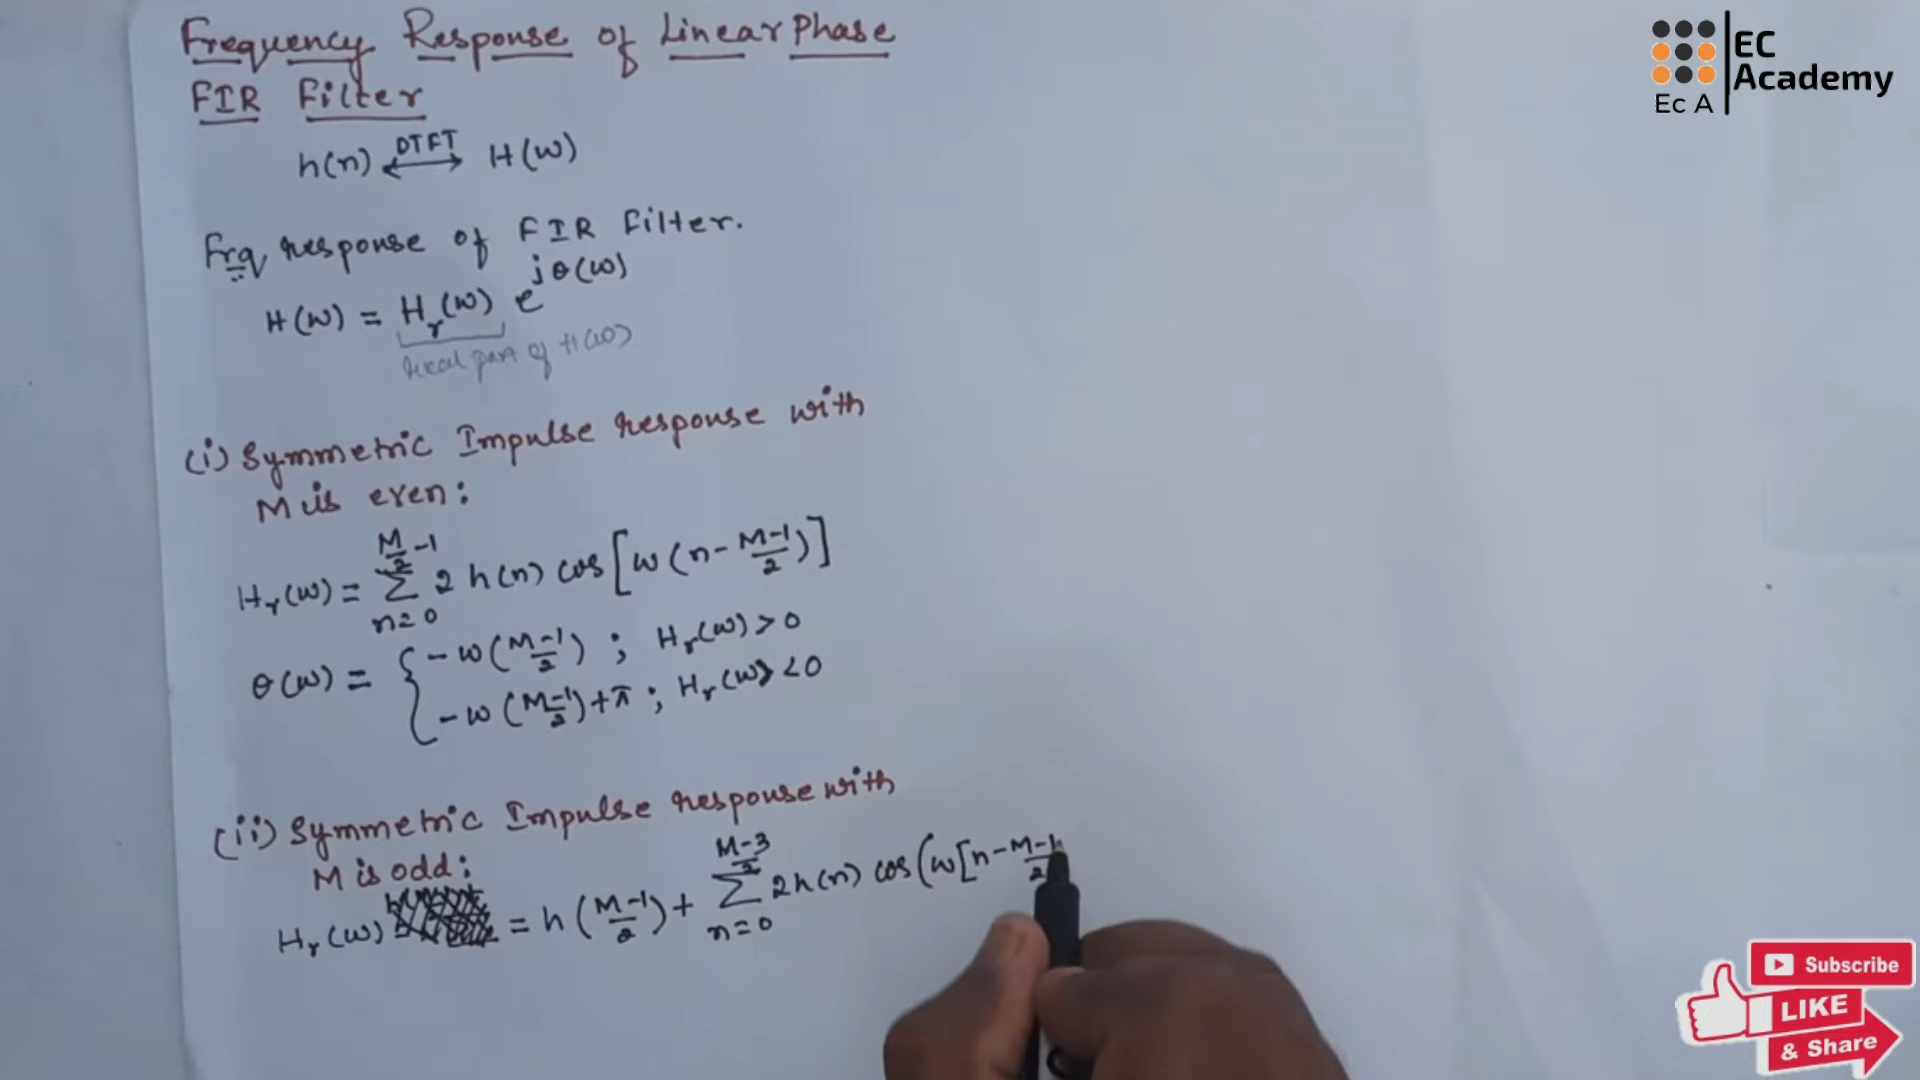 Frequency Response of Linear Phase
FIR Filter
h(n) DTFT ⟷ H(w)
Frq response of FIR Filter.
H(w) = Hr(w) e^jθ(w)
real part of H(w)
(i) Symmetric Impulse response with
M is even:
Hr(w) = Σ_{n=0}^{M/2 -1} 2 h(n) cos[w(n - M-1/2)]
θ(w) = { -w(M-1/2) ; Hr(w) > 0
-w(M-1/2)+π ; Hr(w) < 0
(ii) Symmetric Impulse response with
M is odd:
Hr(w) = h(M-1/2) + Σ_{n=0}^{M-3/2} 2h(n) cos(w[n - M-1/2
EC
Academy
Ec A
Subscribe
LIKE
& Share